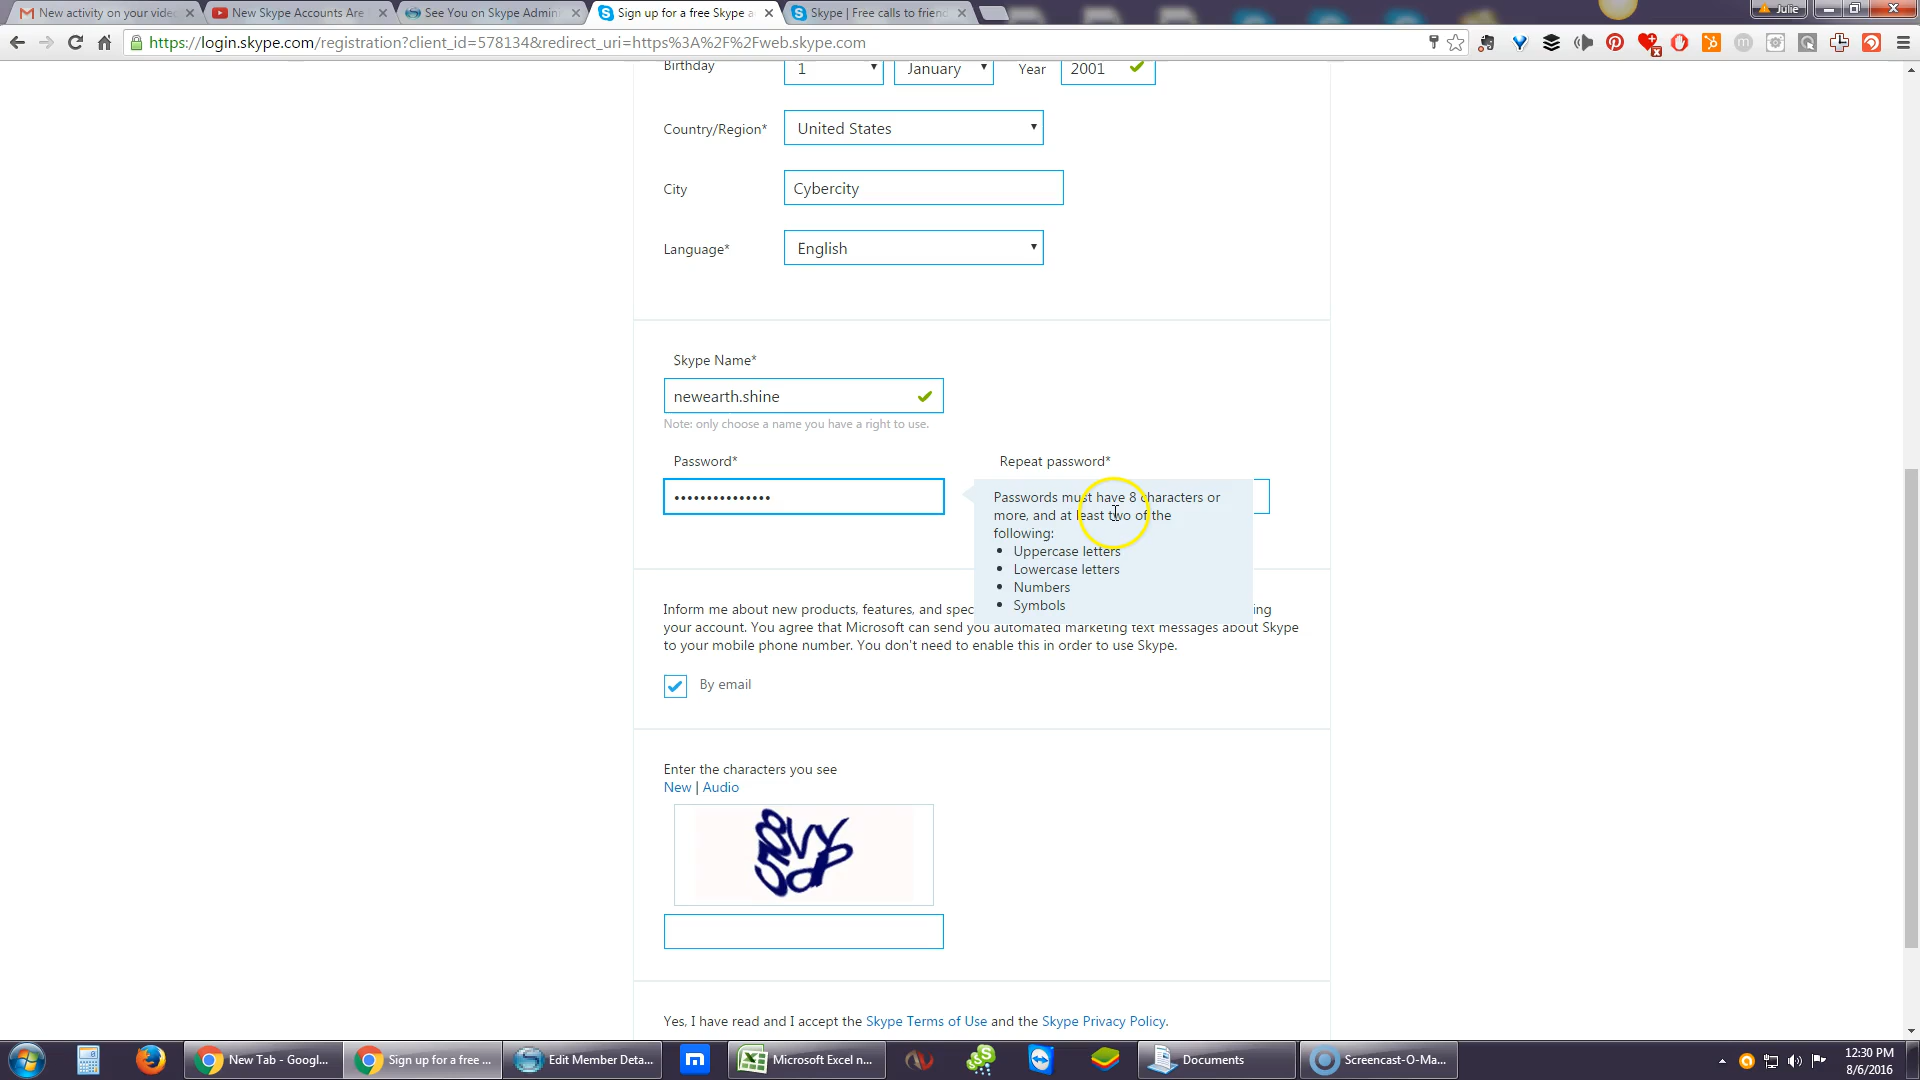 New activity on your vide
New Skype Accounts Are
See You on Skype Admin
Sign up for a free Skype a
Skype | Free calls to friend
Julie
https://login.skype.com/registration?client_id=578134&redirect_uri=https%3A%2F%2Fweb.skype.com
Birthday
1
January
Year
2001
Country/Region*
United States
City
Cybercity
Language*
English
Skype Name*
newearth.shine
Note: only choose a name you have a right to use.
Password*
Repeat password*
•••••••••••••••
Passwords must have 8 characters or
more, and at least two of the
following:
• Uppercase letters
• Lowercase letters
• Numbers
• Symbols
Inform me about new products, features, and spec ing
your account. You agree that Microsoft can send you automated marketing text messages about Skype
to your mobile phone number. You don't need to enable this in order to use Skype.
By email
Enter the characters you see
New | Audio
Yes, I have read and I accept the Skype Terms of Use and the Skype Privacy Policy.
New Tab - Googl...
Sign up for a free ...
Edit Member Deta...
Microsoft Excel n...
Documents
Screencast-O-Ma...
12:30 PM
8/6/2016